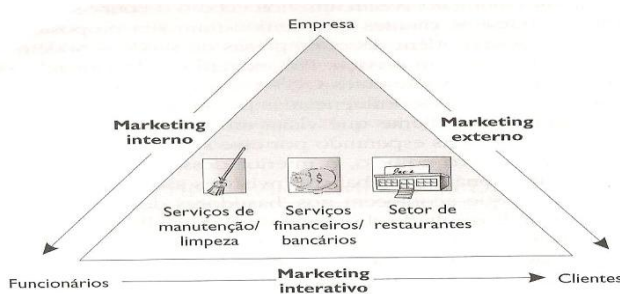 Empresa
Marketing
interno
Marketing
externo
$
Serviços de
manutenção/
limpeza
Serviços
financeiros/
bancários
Setor de
restaurantes
Funcionários
Marketing
interativo
Clientes